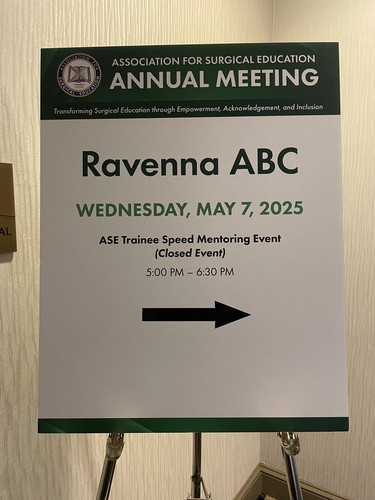 ASSOCIATION FOR SURGICAL EDUCATION
ANNUAL MEETING
Transforming Surgical Education through Empowerment, Acknowledgement, and Inclusion
Ravenna ABC
WEDNESDAY, MAY 7, 2025
ASE Trainee Speed Mentoring Event
(Closed Event)
5:00 PM – 6:30 PM
AL